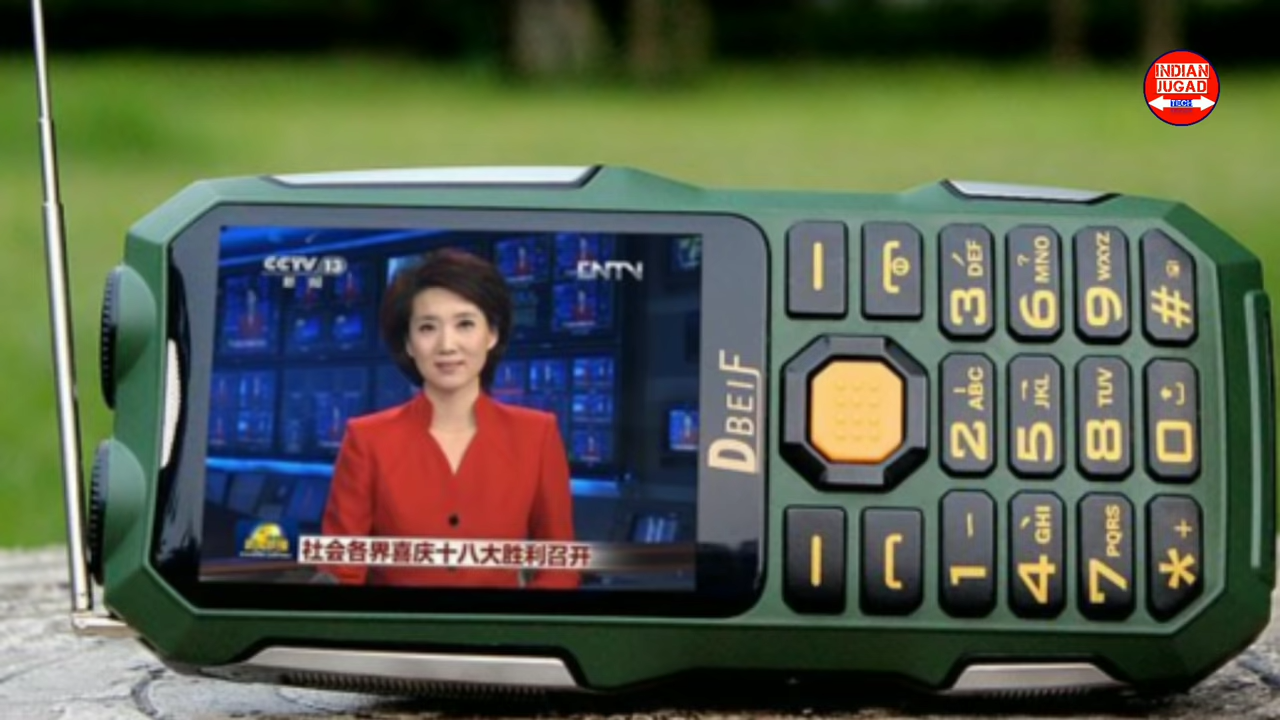 INDIAN
JUGAD
TECH
CCTV 13
新闻
CNTV
社会各界喜庆十八大胜利召开
DBEIF
1
2 ABC
3 DEF
4 GHI
5 JKL
6 MNO
7 PQRS
8 TUV
9 WXYZ
* +
0
#